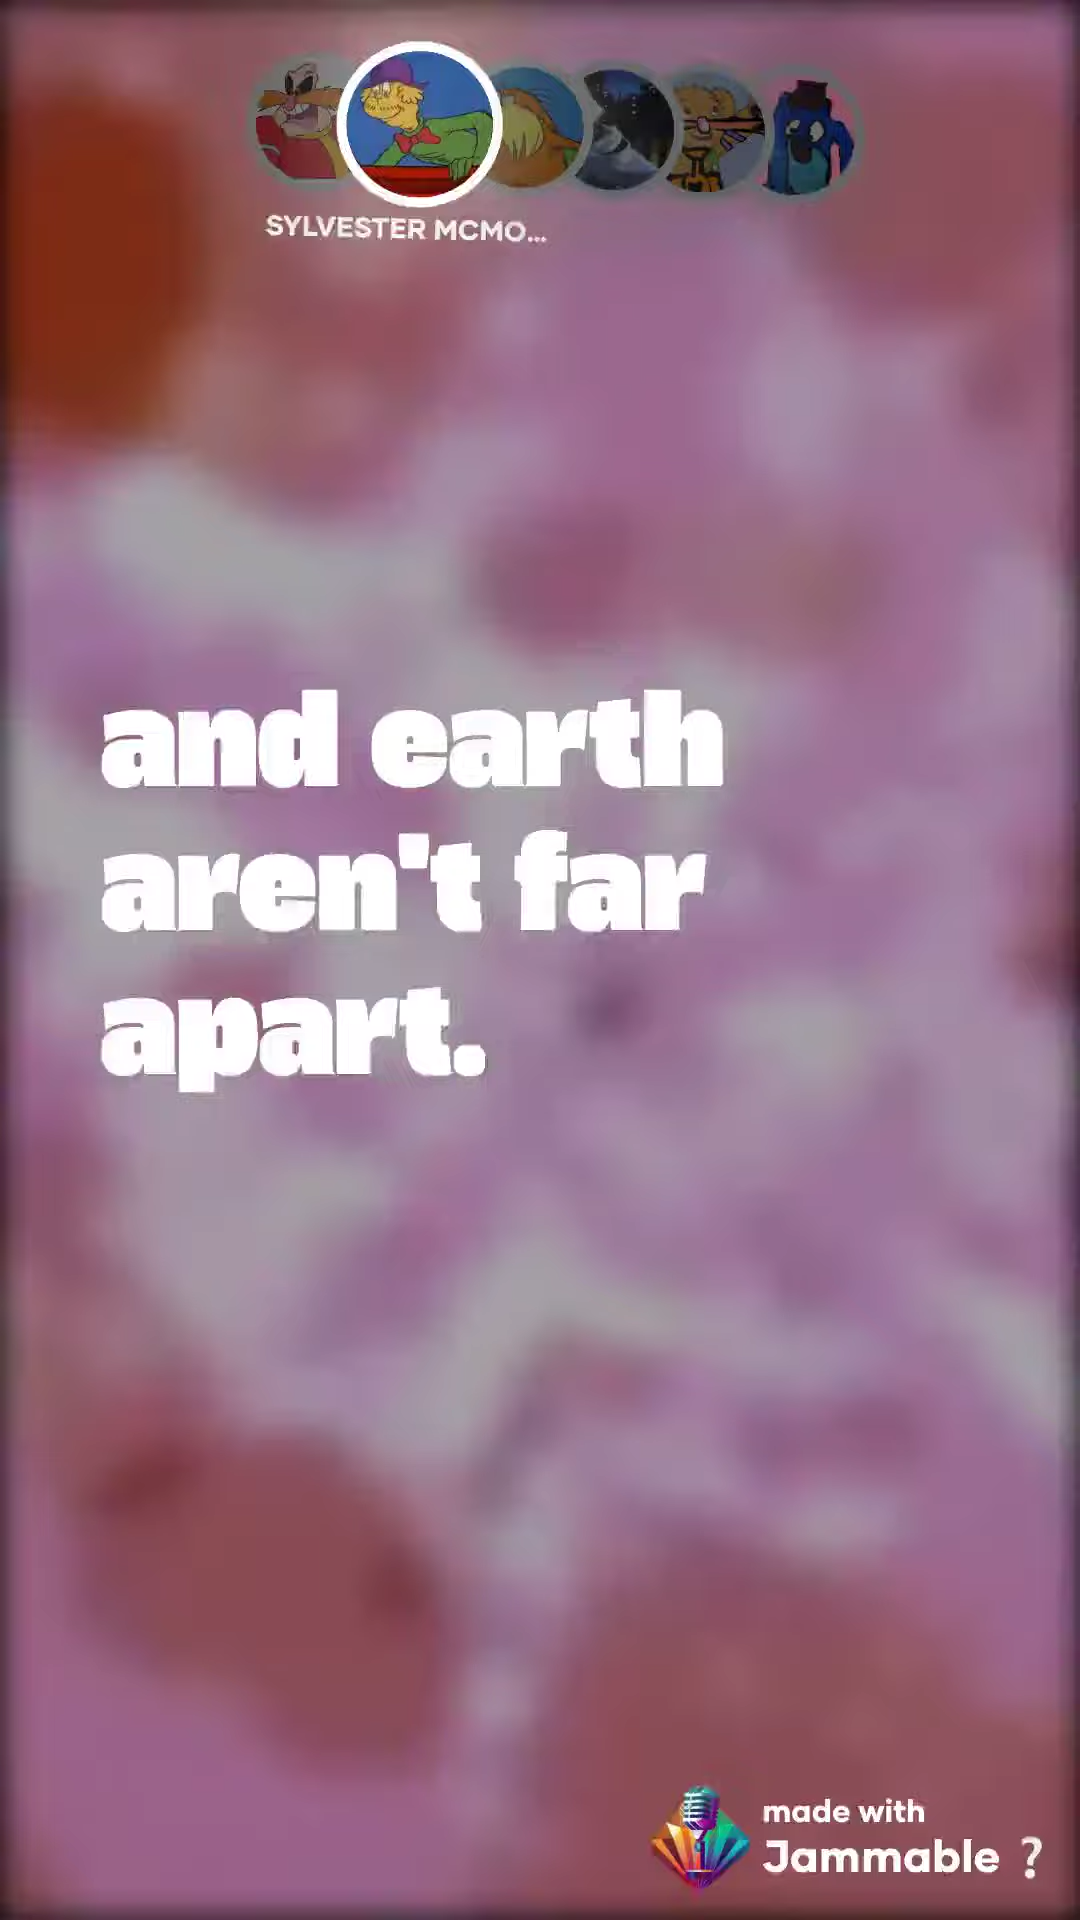 SYLVESTER MCMO...
and earth
aren't far
apart.
made with
Jammable ?